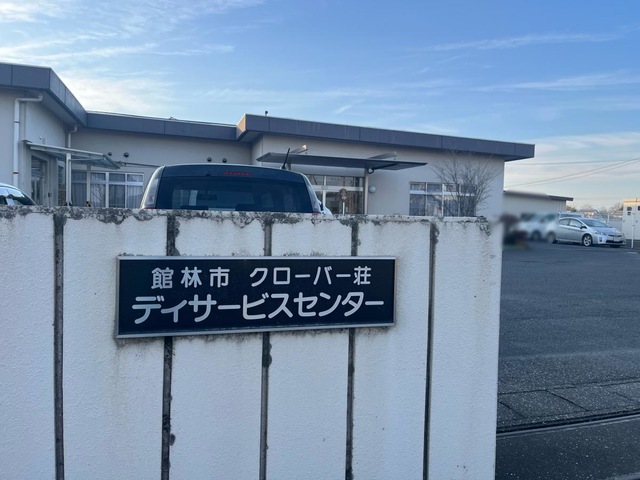 館林市 クローバー荘
デイサービスセンター